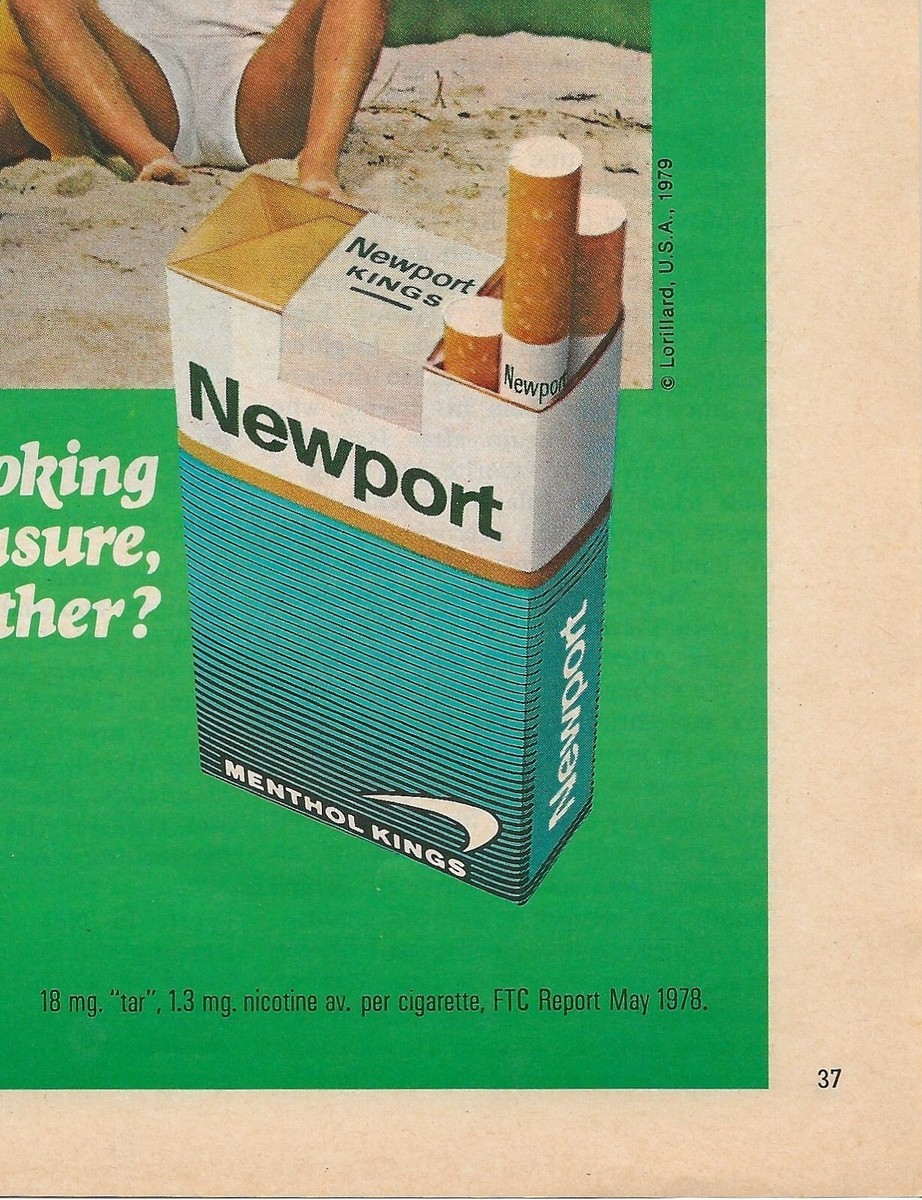 Newport
KINGS
Newport
© Lorillard, U.S.A., 1979
Newport
oking
sure,
ther?
Newport
MENTHOL KINGS
18 mg. "tar", 1.3 mg. nicotine av. per cigarette, FTC Report May 1978.
37